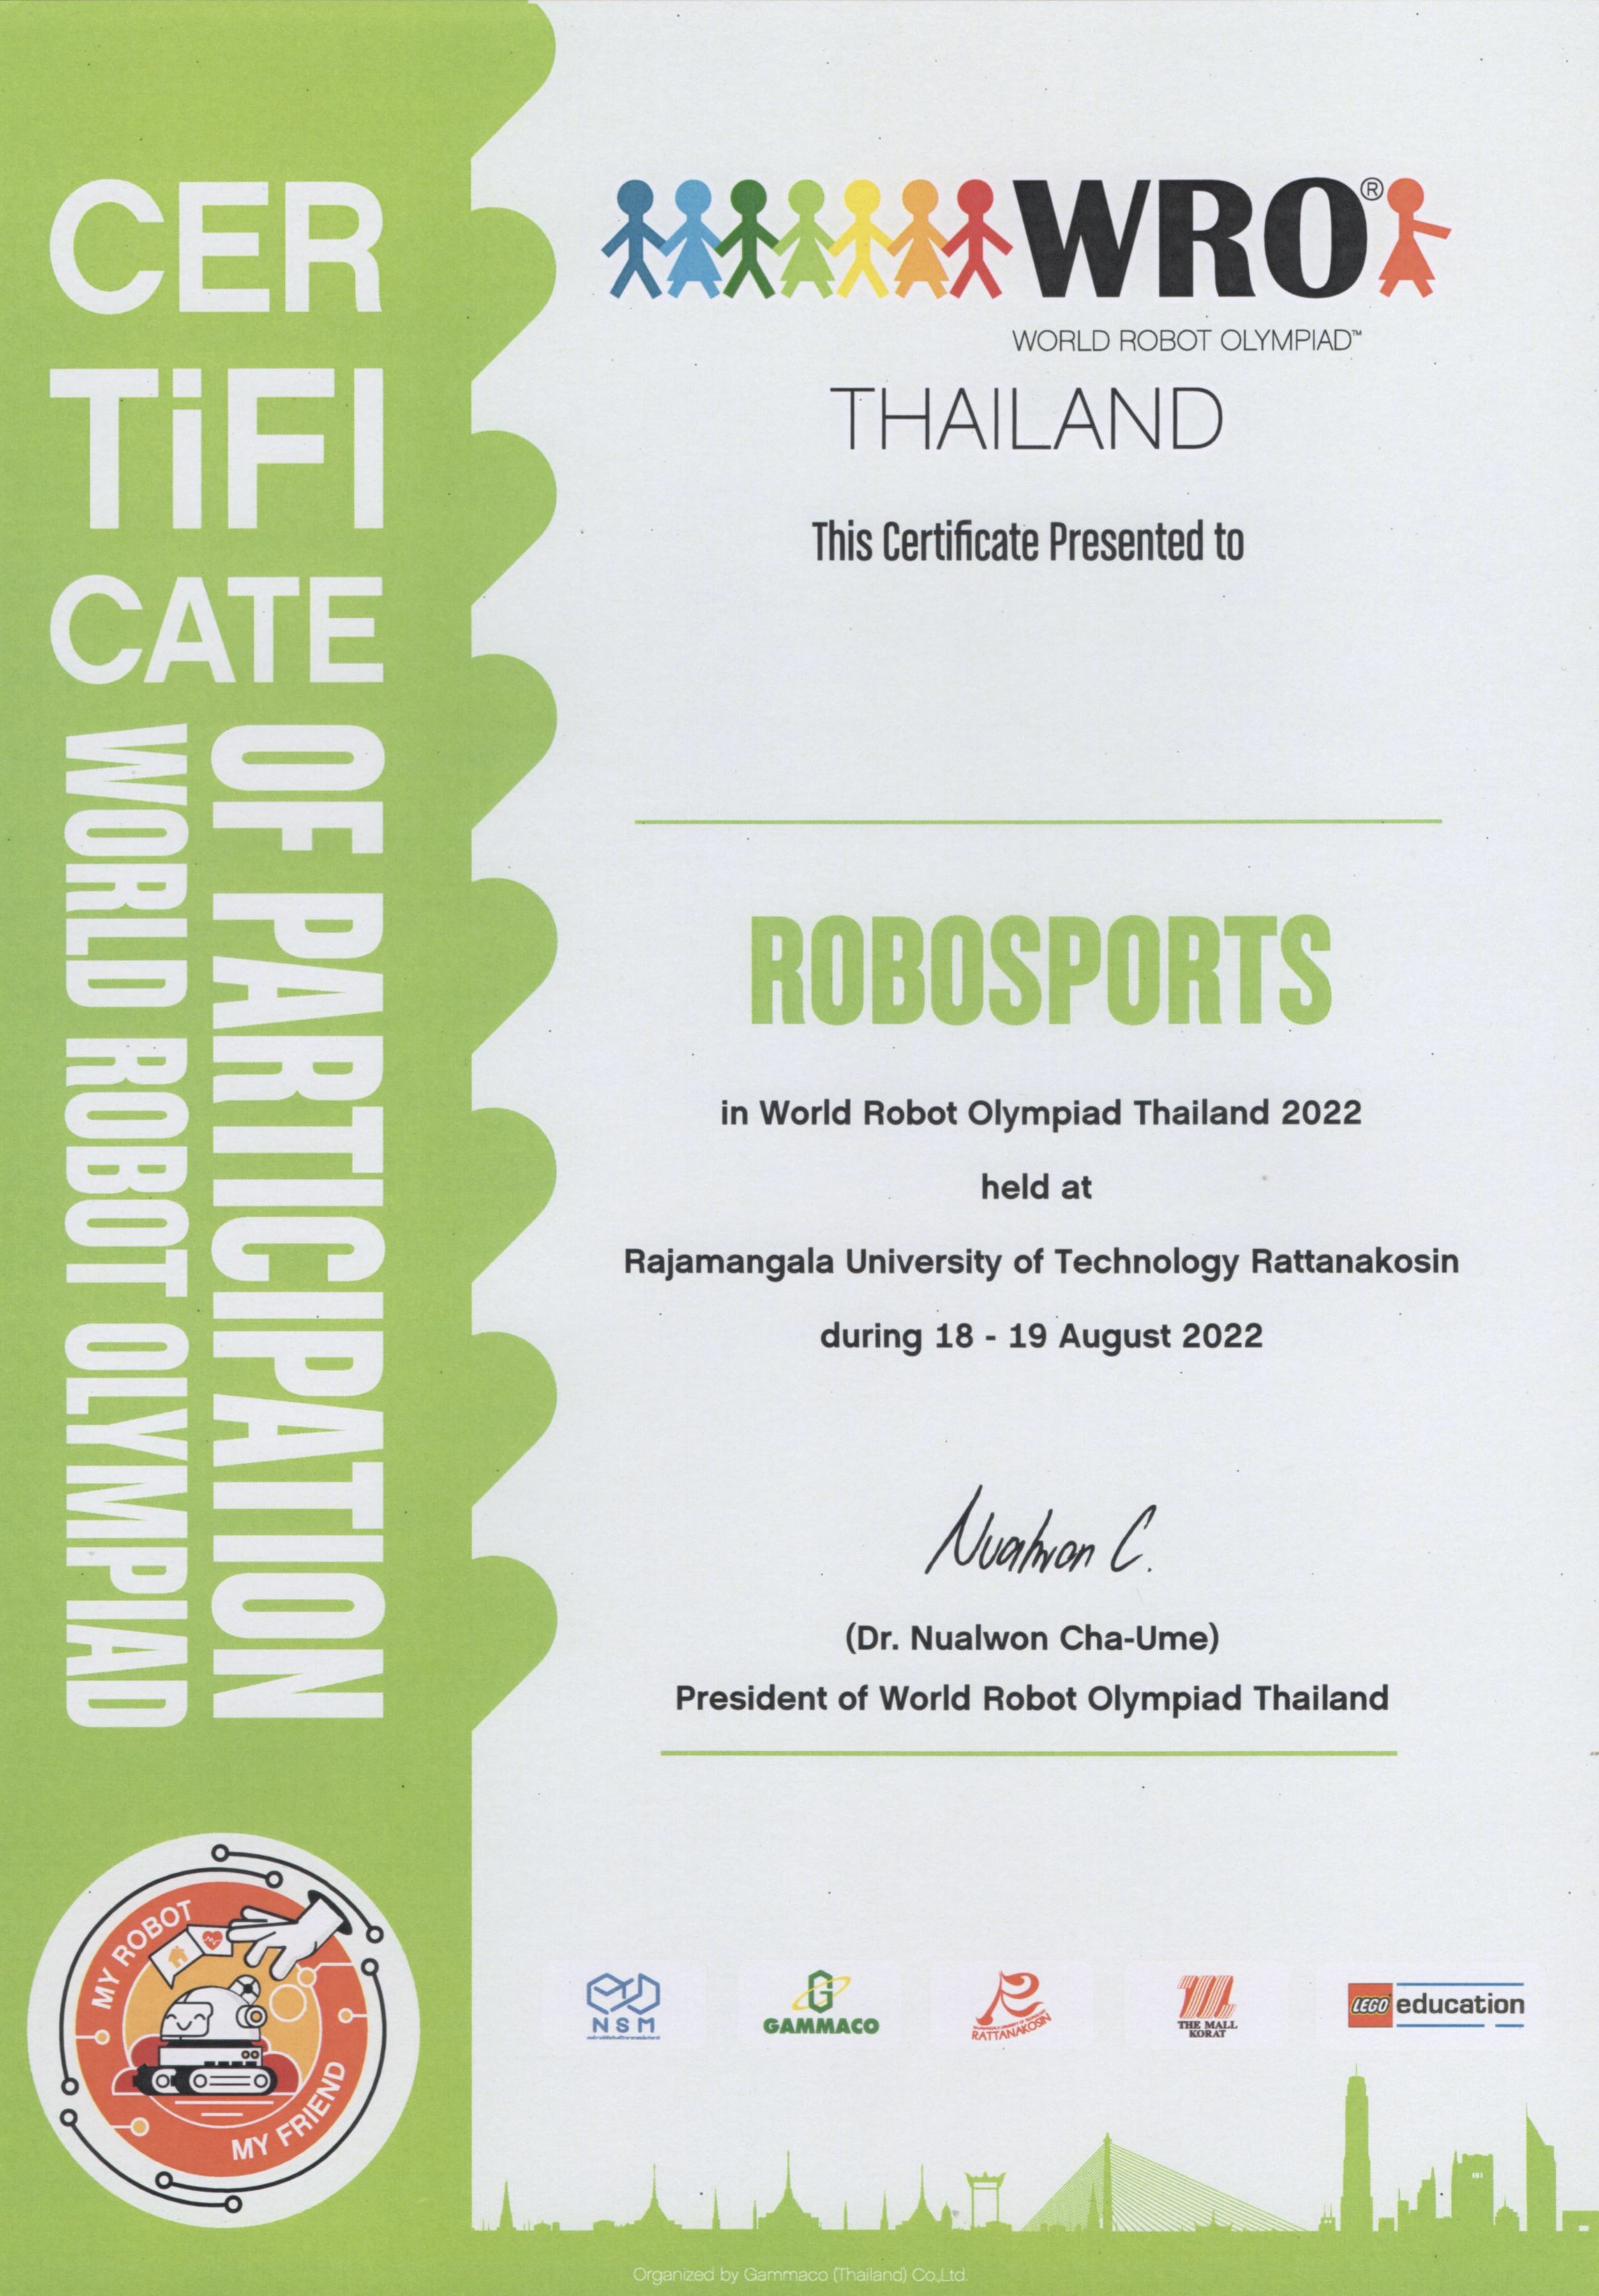 CER
TiFI
CATE
OF PARTICIPATION
WORLD ROBOT OLYMPIAD
WRO®
WORLD ROBOT OLYMPIAD™
THAILAND
This Certificate Presented to
ROBOSPORTS
in World Robot Olympiad Thailand 2022
held at
Rajamangala University of Technology Rattanakosin
during 18 - 19 August 2022
Nualwon C.
(Dr. Nualwon Cha-Ume)
President of World Robot Olympiad Thailand
MY ROBOT
MY FRIEND
NSM
GAMMACO
RATTANAKOSIN
THE MALL
KORAT
LEGO education
Organized by Gammaco (Thailand) Co.,Ltd.